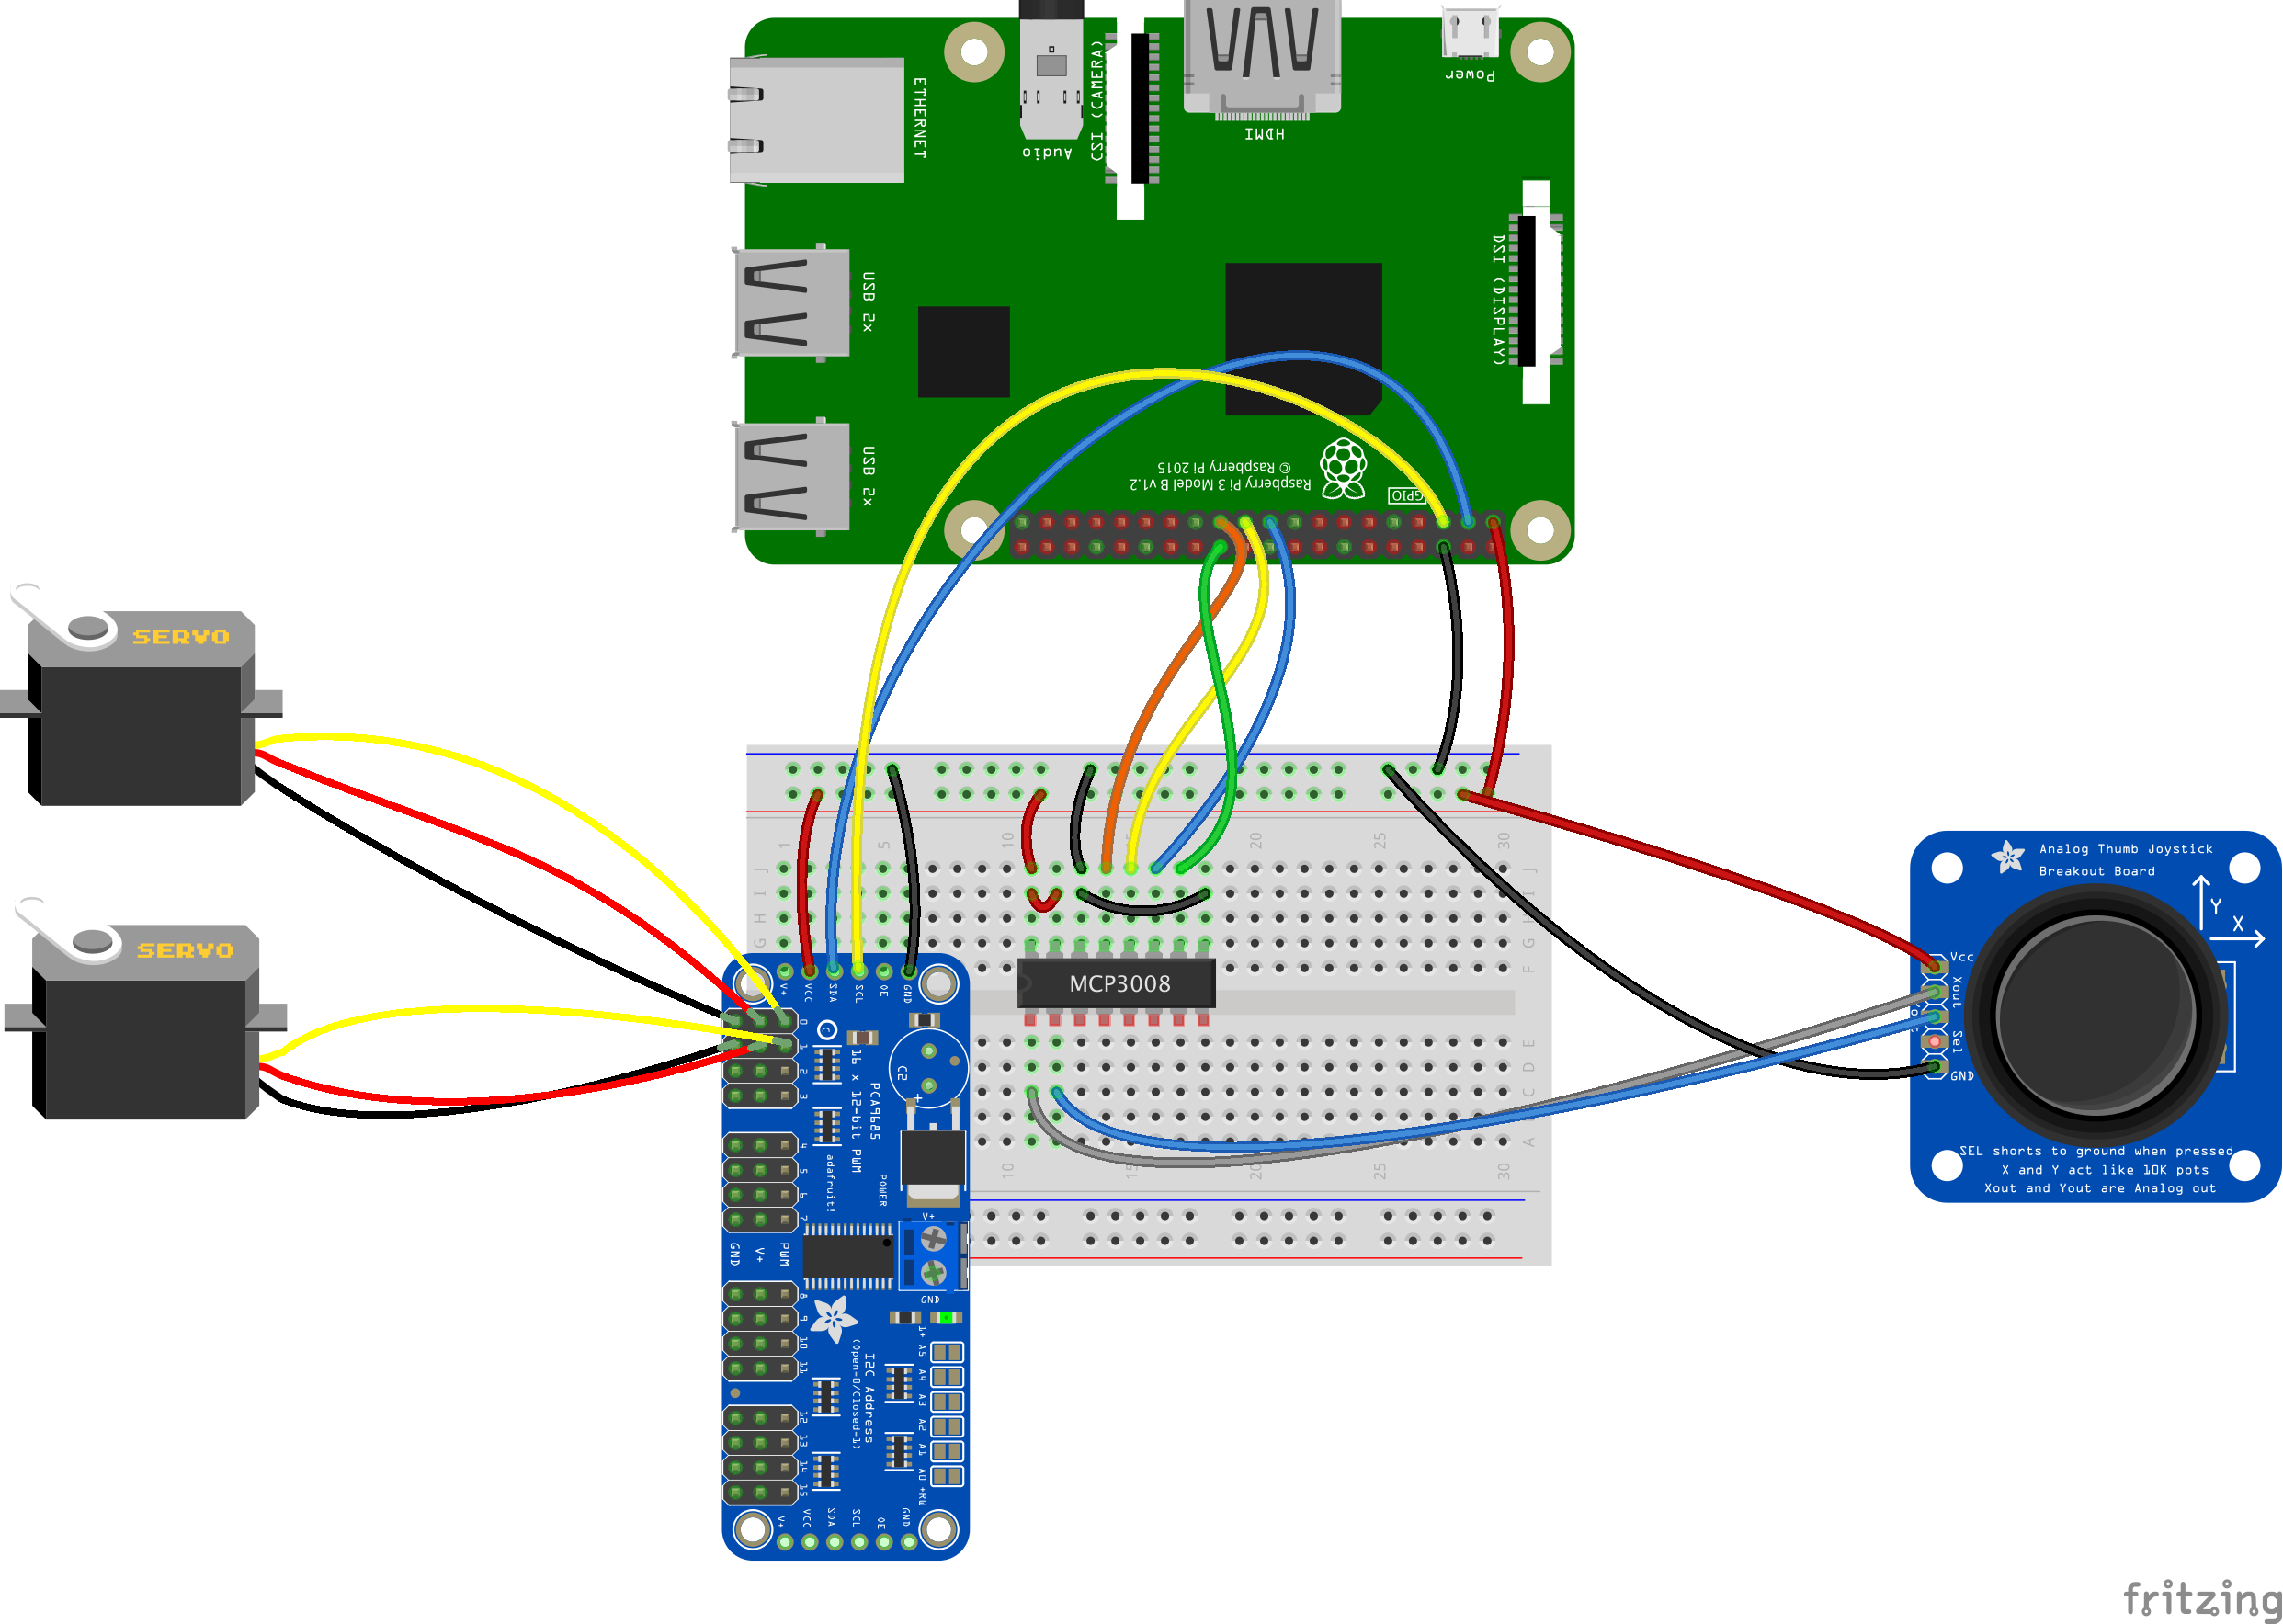 Power
HDMI
Audio
CSI (CAMERA)
ETHERNET
DSI (DISPLAY)
USB 2x
USB 2x
© Raspberry Pi 2015
Raspberry Pi 3 Model B v1.2
GPIO
SERVO
SERVO
1
5
10
20
25
30
J
I
H
G
J
I
G
F
MCP3008
E
D
C
A
10
15
20
25
30
V+
VCC
SDA
SCL
OE
GND
0
1
2
3
4
5
6
7
C2
+
16 x 12-bit PWM
PCA9685
adafruit!
POWER
V+
GND
V+
PWM
GND
8
9
10
11
12
13
14
15
I2C Address
(Open=0/Closed=1)
1+
A5
A4
A3
A2
A1
A0
+RW
V+
VCC
SDA
SCL
OE
GND
Analog Thumb Joystick
Breakout Board
Y
X
Vcc
Xout
Sel
GND
SEL shorts to ground when pressed
X and Y act like 10K pots
Xout and Yout are Analog out
fritzing